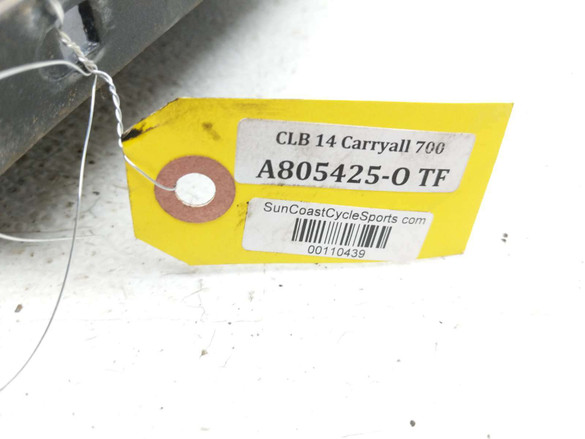 CLB 14 Carryall 700
A805425-O TF
SunCoastCycleSports.com
00110439